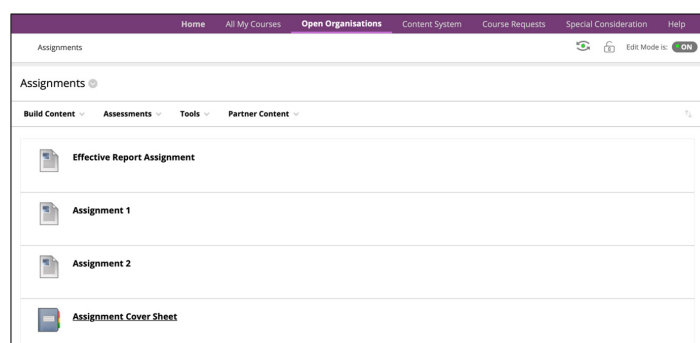 Home All My Courses Open Organisations Content System Course Requests Special Consideration Help
Assignments Edit Mode is: ON
Assignments
Build Content Assessments Tools Partner Content
Effective Report Assignment
Assignment 1
Assignment 2
Assignment Cover Sheet